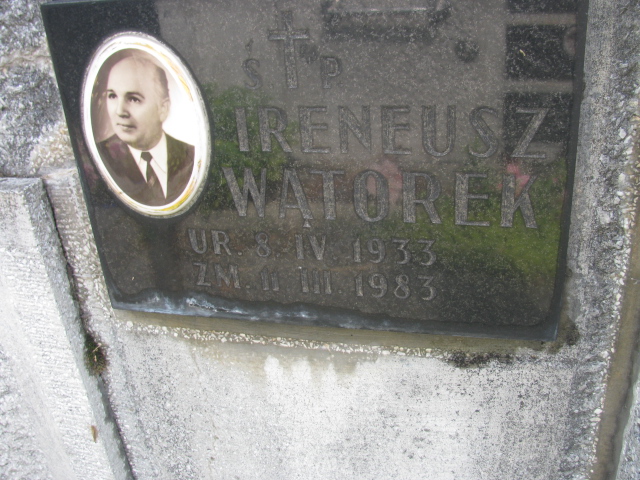 Ś P
IRENEUSZ
WĄTOREK
UR. 8. IV. 1933
ZM. 11 III. 1983